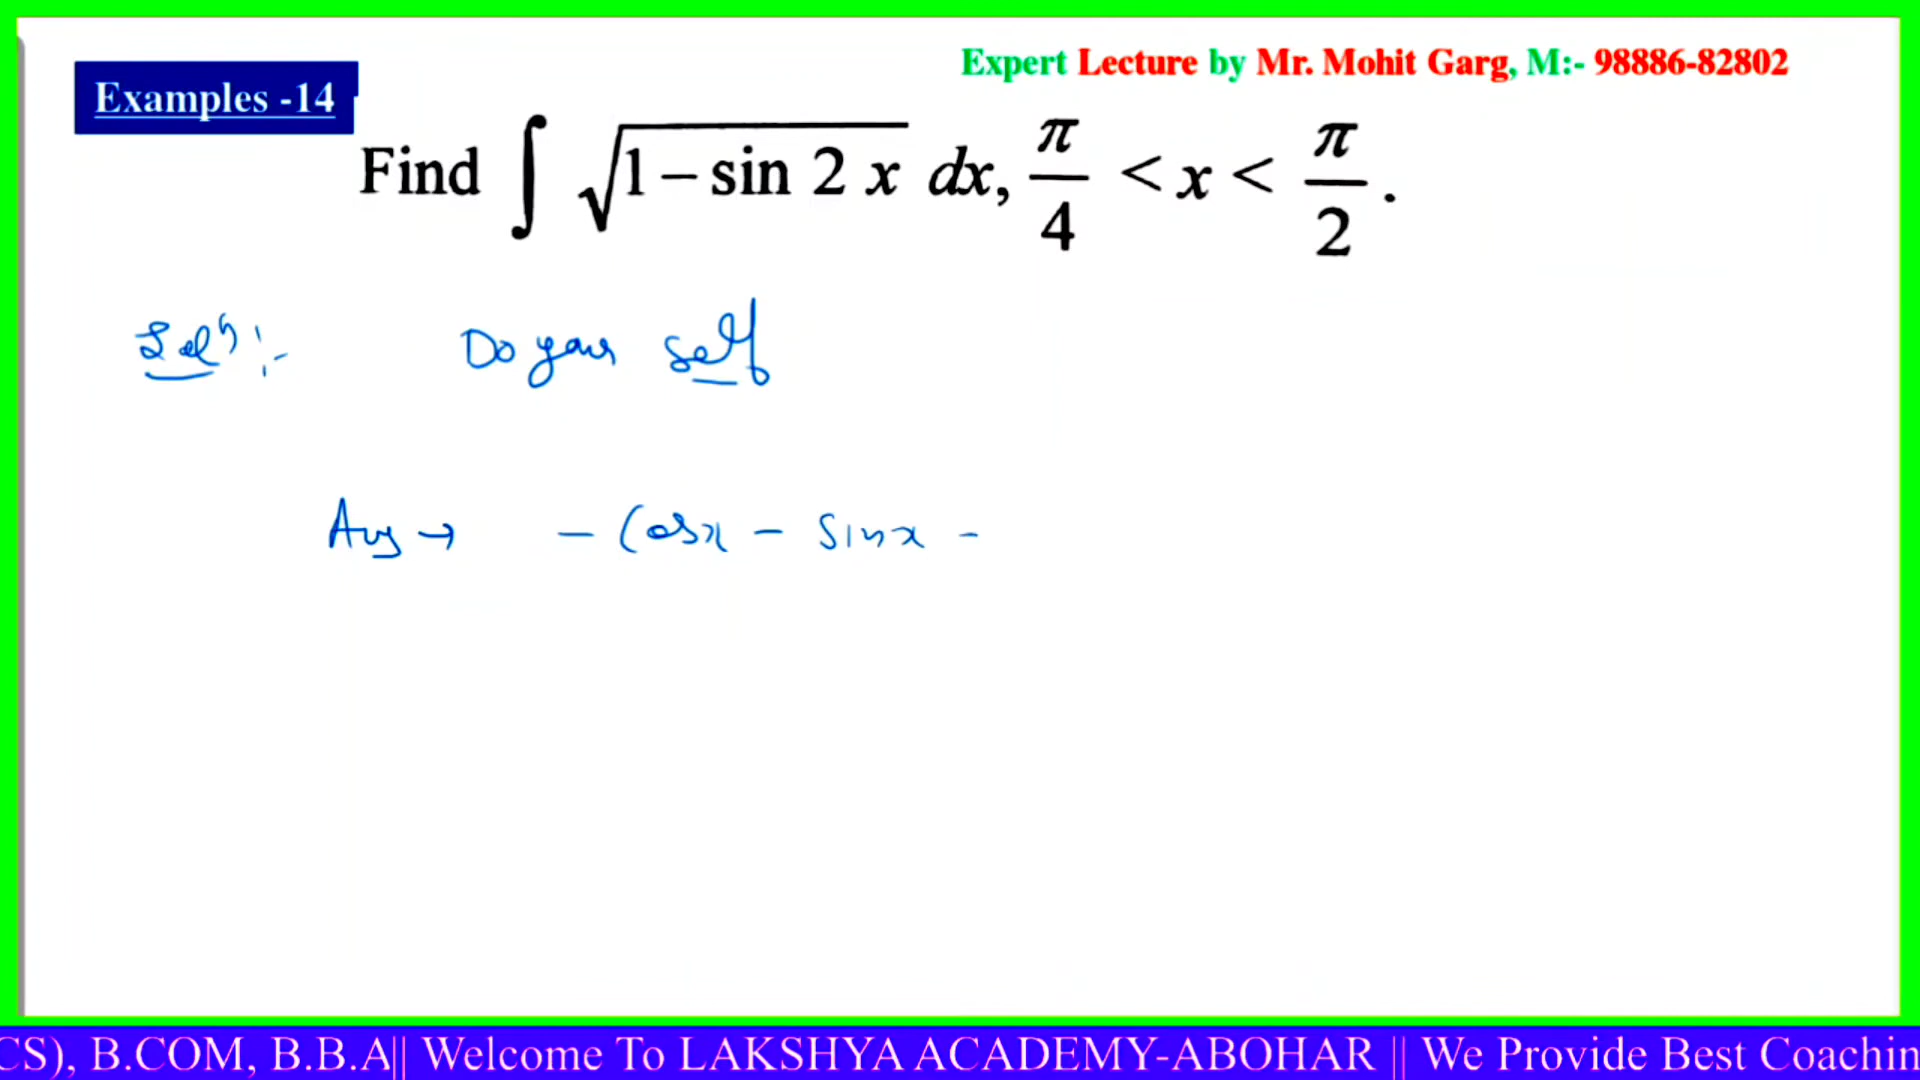 Expert Lecture by Mr. Mohit Garg, M:- 98886-82802
Examples -14
Find ∫ √(1 – sin 2 x) dx, π/4 < x < π/2 .
Solⁿ :- Do your self
Ans → – Cosx – Sinx –
CS), B.COM, B.B.A|| Welcome To LAKSHYA ACADEMY-ABOHAR || We Provide Best Coachin